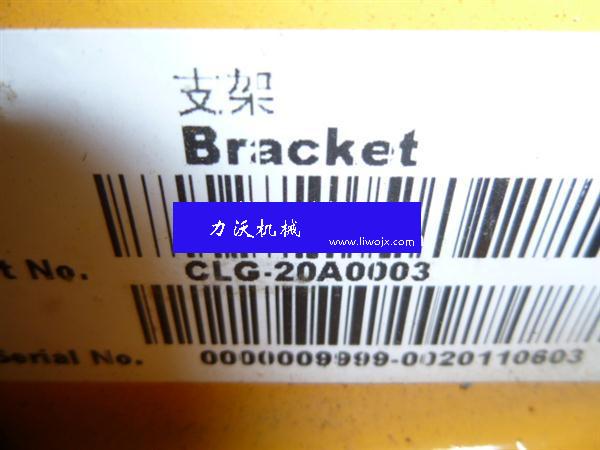 支架
Bracket
力沃机械
www.liwojx.com
t No. CLG-20A0003
Serial No. 0000009999-0020110603